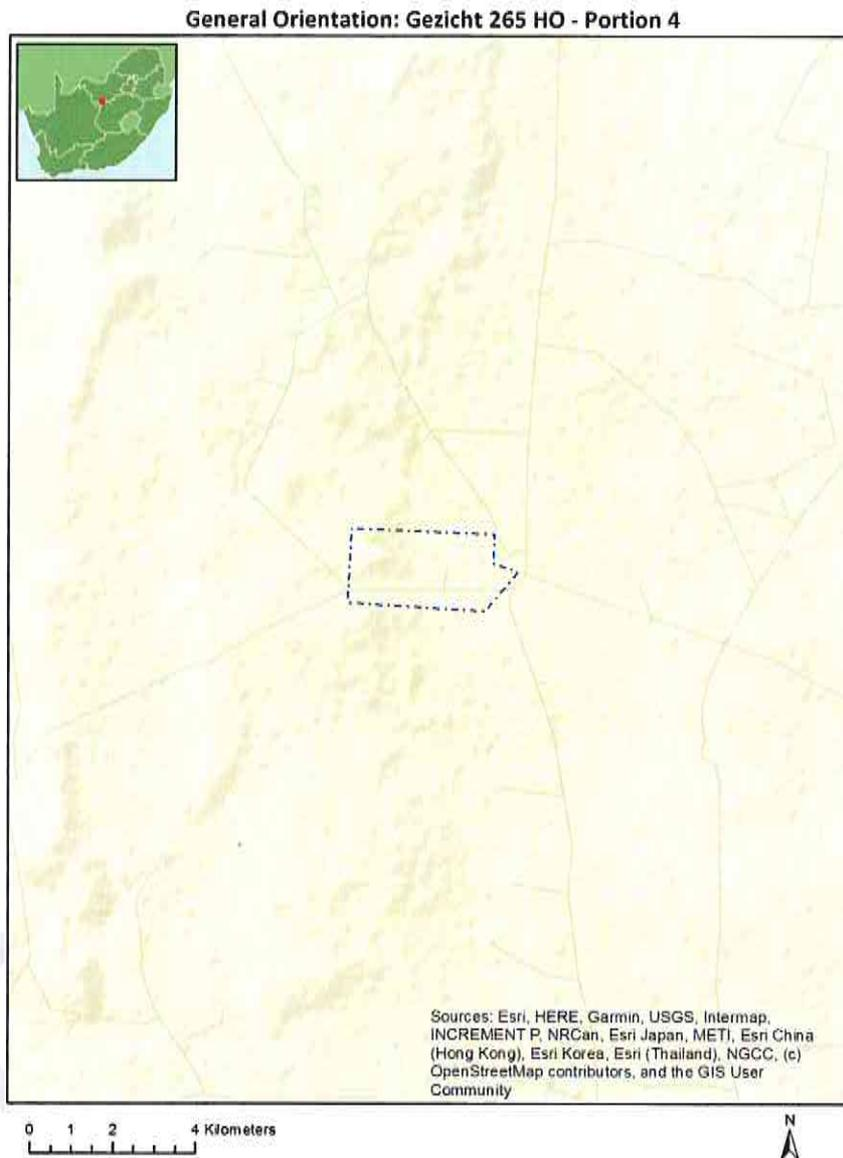 General Orientation: Gezicht 265 HO - Portion 4
Sources: Esri, HERE, Garmin, USGS, Intermap,
INCREMENT P, NRCan, Esri Japan, METI, Esri China
(Hong Kong), Esri Korea, Esri (Thailand), NGCC, (c)
OpenStreetMap contributors, and the GIS User
Community
0 1 2 4 Kilometers
N